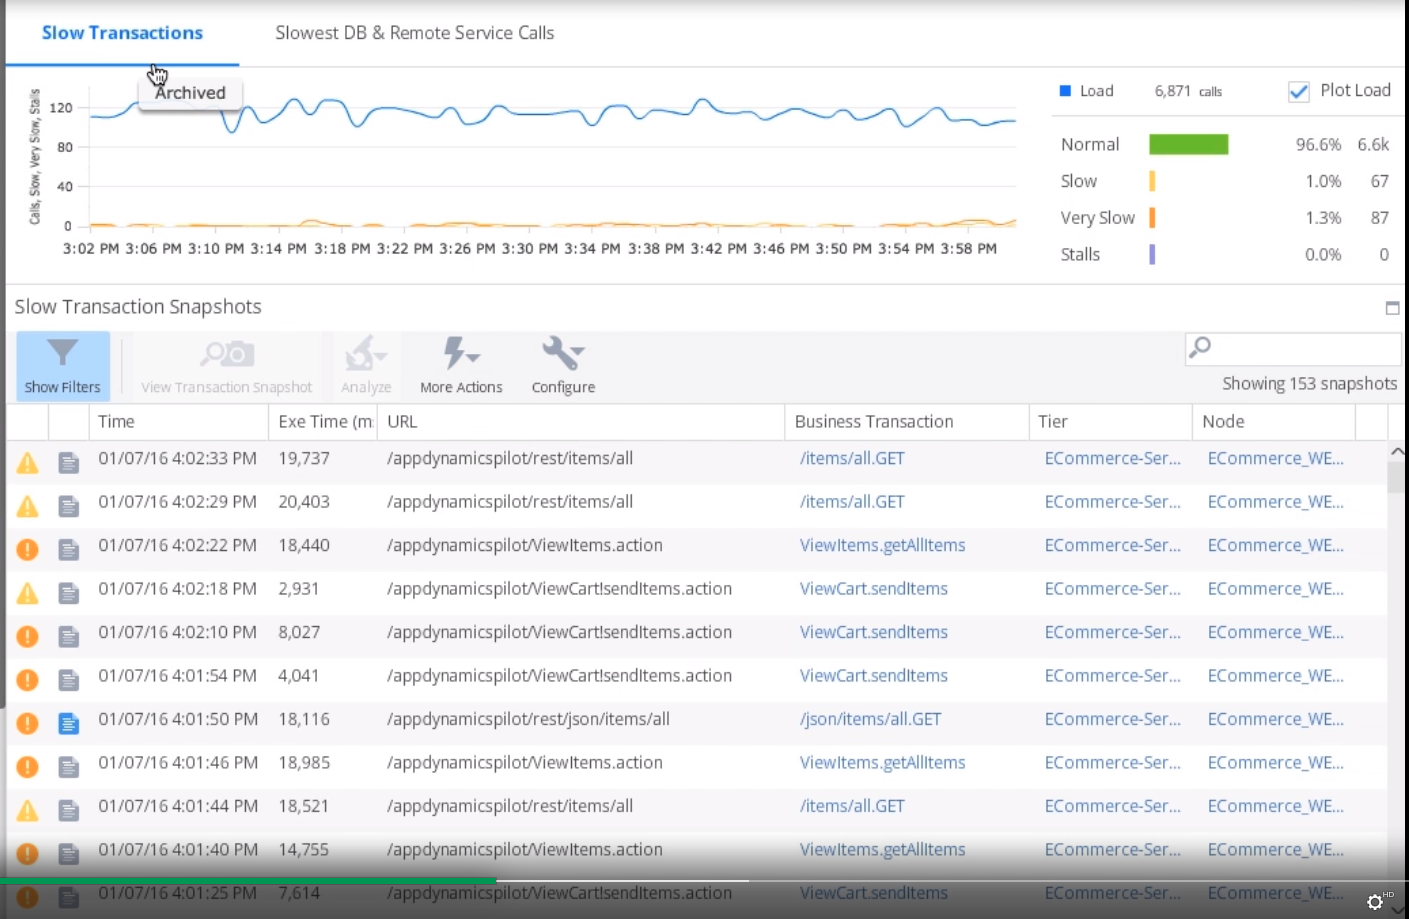 Slow Transactions Slowest DB & Remote Service Calls
Archived
Calls, Slow, Very Slow, Stalls
120
80
40
0
3:02 PM 3:06 PM 3:10 PM 3:14 PM 3:18 PM 3:22 PM 3:26 PM 3:30 PM 3:34 PM 3:38 PM 3:42 PM 3:46 PM 3:50 PM 3:54 PM 3:58 PM
Load 6,871 calls Plot Load
Normal 96.6% 6.6k
Slow 1.0% 67
Very Slow 1.3% 87
Stalls 0.0% 0
Slow Transaction Snapshots
Show Filters View Transaction Snapshot Analyze More Actions Configure
Showing 153 snapshots
Time Exe Time (m: URL Business Transaction Tier Node
01/07/16 4:02:33 PM 19,737 /appdynamicspilot/rest/items/all /items/all.GET ECommerce-Ser... ECommerce_WE...
01/07/16 4:02:29 PM 20,403 /appdynamicspilot/rest/items/all /items/all.GET ECommerce-Ser... ECommerce_WE...
01/07/16 4:02:22 PM 18,440 /appdynamicspilot/ViewItems.action ViewItems.getAllItems ECommerce-Ser... ECommerce_WE...
01/07/16 4:02:18 PM 2,931 /appdynamicspilot/ViewCart!sendItems.action ViewCart.sendItems ECommerce-Ser... ECommerce_WE...
01/07/16 4:02:10 PM 8,027 /appdynamicspilot/ViewCart!sendItems.action ViewCart.sendItems ECommerce-Ser... ECommerce_WE...
01/07/16 4:01:54 PM 4,041 /appdynamicspilot/ViewCart!sendItems.action ViewCart.sendItems ECommerce-Ser... ECommerce_WE...
01/07/16 4:01:50 PM 18,116 /appdynamicspilot/rest/json/items/all /json/items/all.GET ECommerce-Ser... ECommerce_WE...
01/07/16 4:01:46 PM 18,985 /appdynamicspilot/ViewItems.action ViewItems.getAllItems ECommerce-Ser... ECommerce_WE...
01/07/16 4:01:44 PM 18,521 /appdynamicspilot/rest/items/all /items/all.GET ECommerce-Ser... ECommerce_WE...
01/07/16 4:01:40 PM 14,755 /appdynamicspilot/ViewItems.action ViewItems.getAllItems ECommerce-Ser... ECommerce_WE...
01/07/16 4:01:25 PM 7,614 /appdynamicspilot/ViewCart!sendItems.action ViewCart.sendItems ECommerce-Ser... ECommerce_WE...
HD